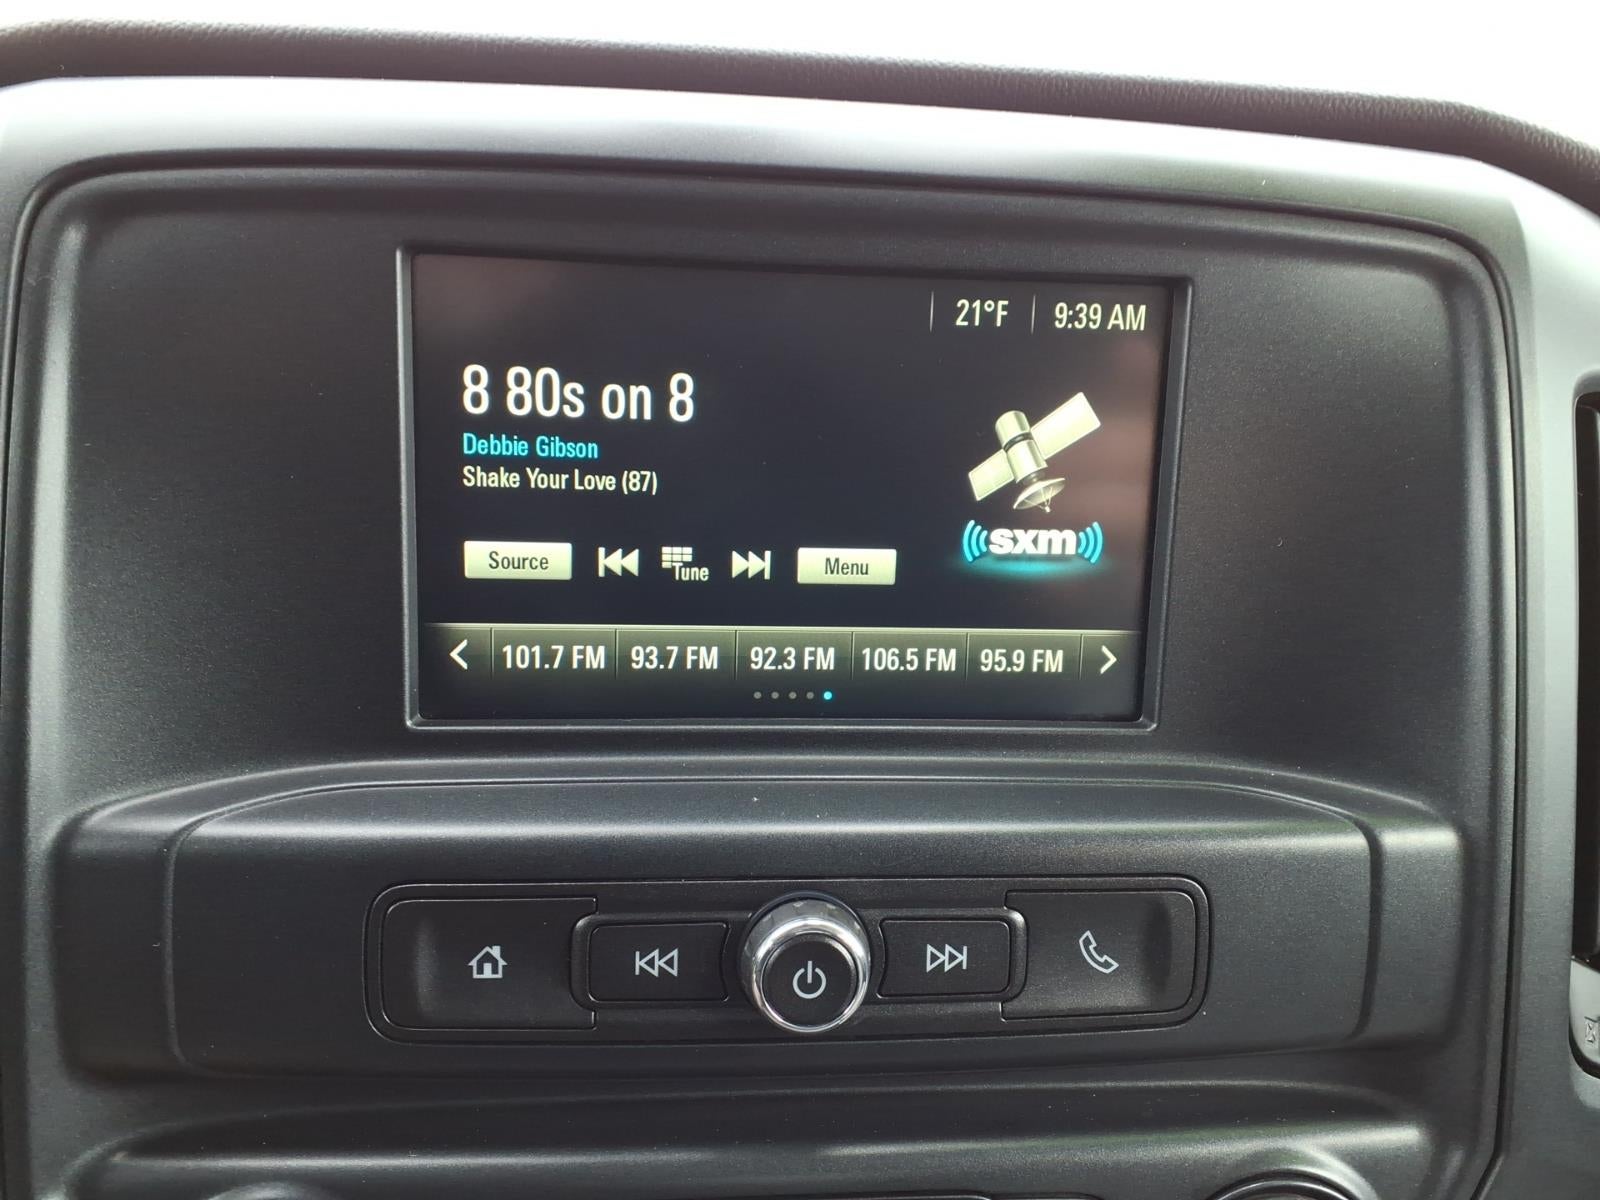 21°F 9:39 AM
8 80s on 8
Debbie Gibson
Shake Your Love (87)
sxm
Source Tune Menu
101.7 FM 93.7 FM 92.3 FM 106.5 FM 95.9 FM